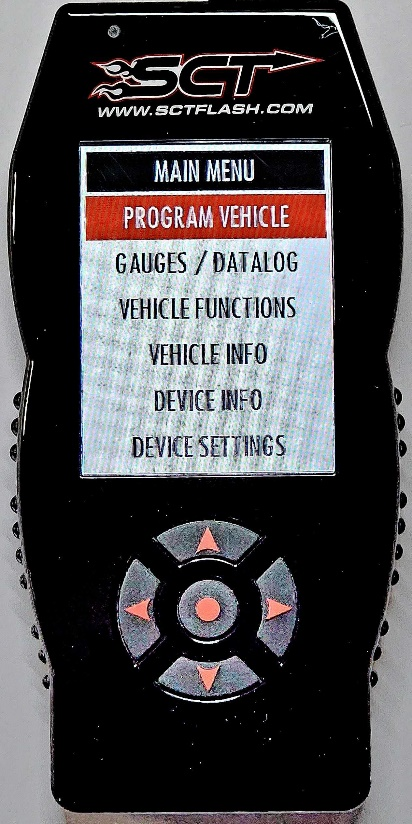 SCT
WWW.SCTFLASH.COM
MAIN MENU
PROGRAM VEHICLE
GAUGES / DATALOG
VEHICLE FUNCTIONS
VEHICLE INFO
DEVICE INFO
DEVICE SETTINGS